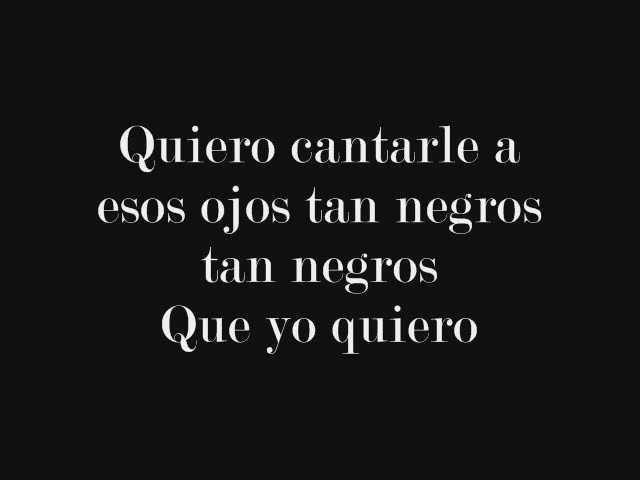 Quiero cantarle a
esos ojos tan negros
tan negros
Que yo quiero